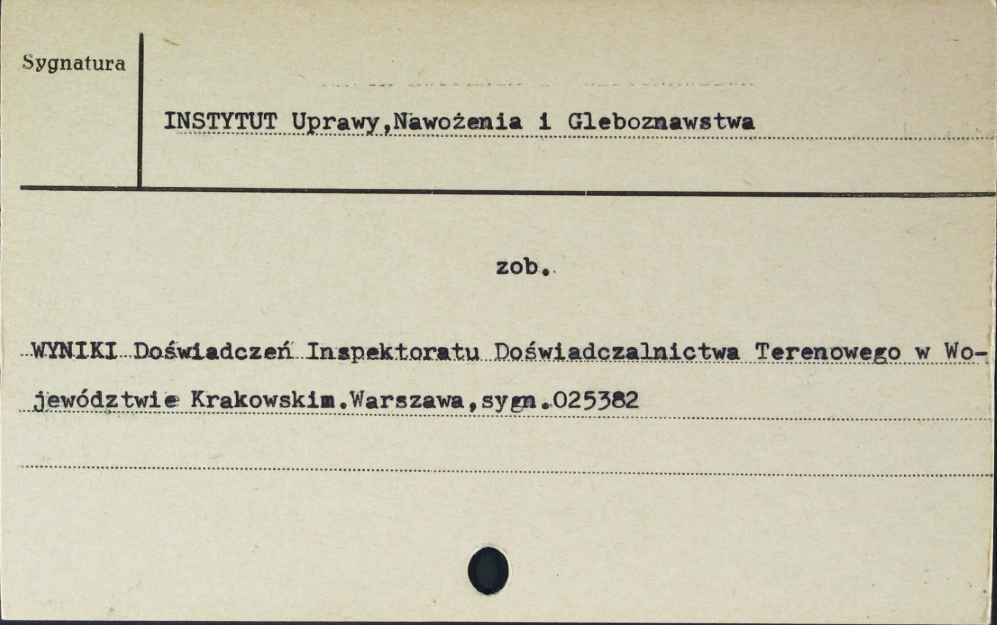 Sygnatura
INSTYTUT Uprawy,Nawożenia i Gleboznawstwa
zob.
WYNIKI Doświadczeń Inspektoratu Doświadczalnictwa Terenowego w Wo-
jewództwie Krakowskim.Warszawa,sygn.025382